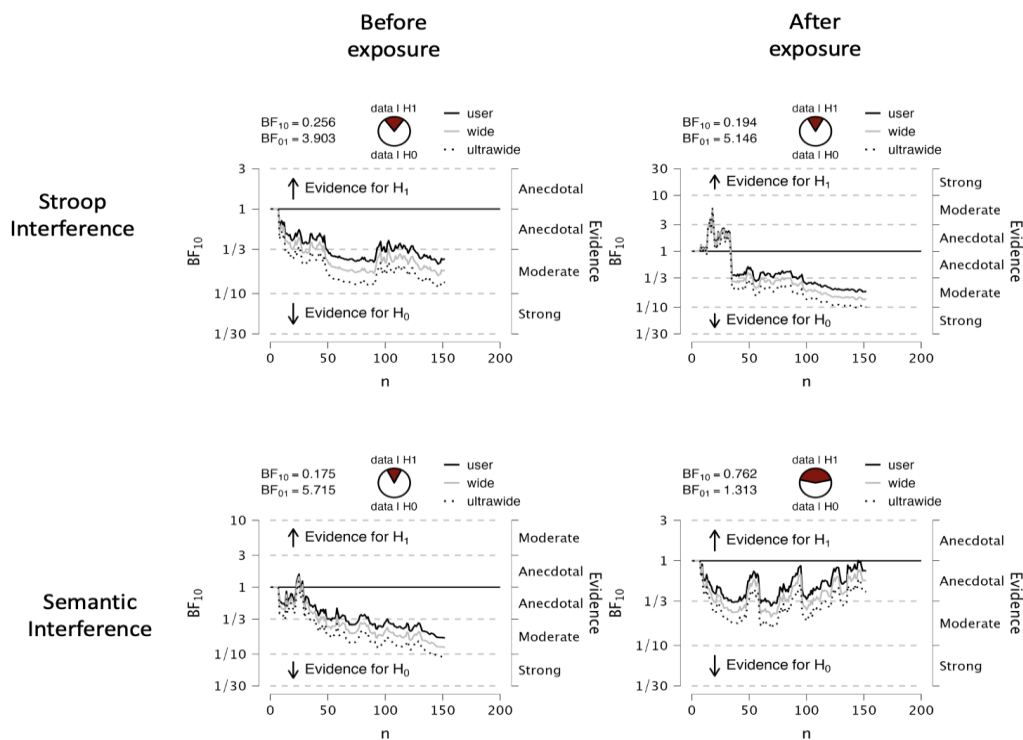 Before
exposure
After
exposure
Stroop
Interference
BF10 = 0.256
BF01 = 3.903
data | H1
data | H0
user
wide
ultrawide
3
1
1/3
1/10
1/30
BF10
Evidence for H1
Evidence for H0
Anecdotal
Anecdotal
Moderate
Strong
Evidence
0 50 100 150 200
n
BF10 = 0.194
BF01 = 5.146
data | H1
data | H0
user
wide
ultrawide
30
10
3
1
1/3
1/10
1/30
BF10
Evidence for H1
Evidence for H0
Strong
Moderate
Anecdotal
Anecdotal
Moderate
Strong
Evidence
0 50 100 150 200
n
Semantic
Interference
BF10 = 0.175
BF01 = 5.715
data | H1
data | H0
user
wide
ultrawide
10
3
1
1/3
1/10
1/30
BF10
Evidence for H1
Evidence for H0
Moderate
Anecdotal
Anecdotal
Moderate
Strong
Evidence
0 50 100 150 200
n
BF10 = 0.762
BF01 = 1.313
data | H1
data | H0
user
wide
ultrawide
3
1
1/3
1/10
1/30
BF10
Evidence for H1
Evidence for H0
Anecdotal
Anecdotal
Moderate
Strong
Evidence
0 50 100 150 200
n